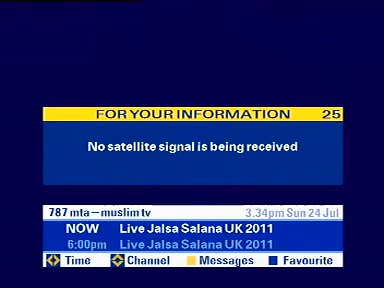 FOR YOUR INFORMATION 25
No satellite signal is being received
787 mta – muslim tv 3.34pm Sun 24 Jul
NOW Live Jalsa Salana UK 2011
6:00pm Live Jalsa Salana UK 2011
Time Channel Messages Favourite